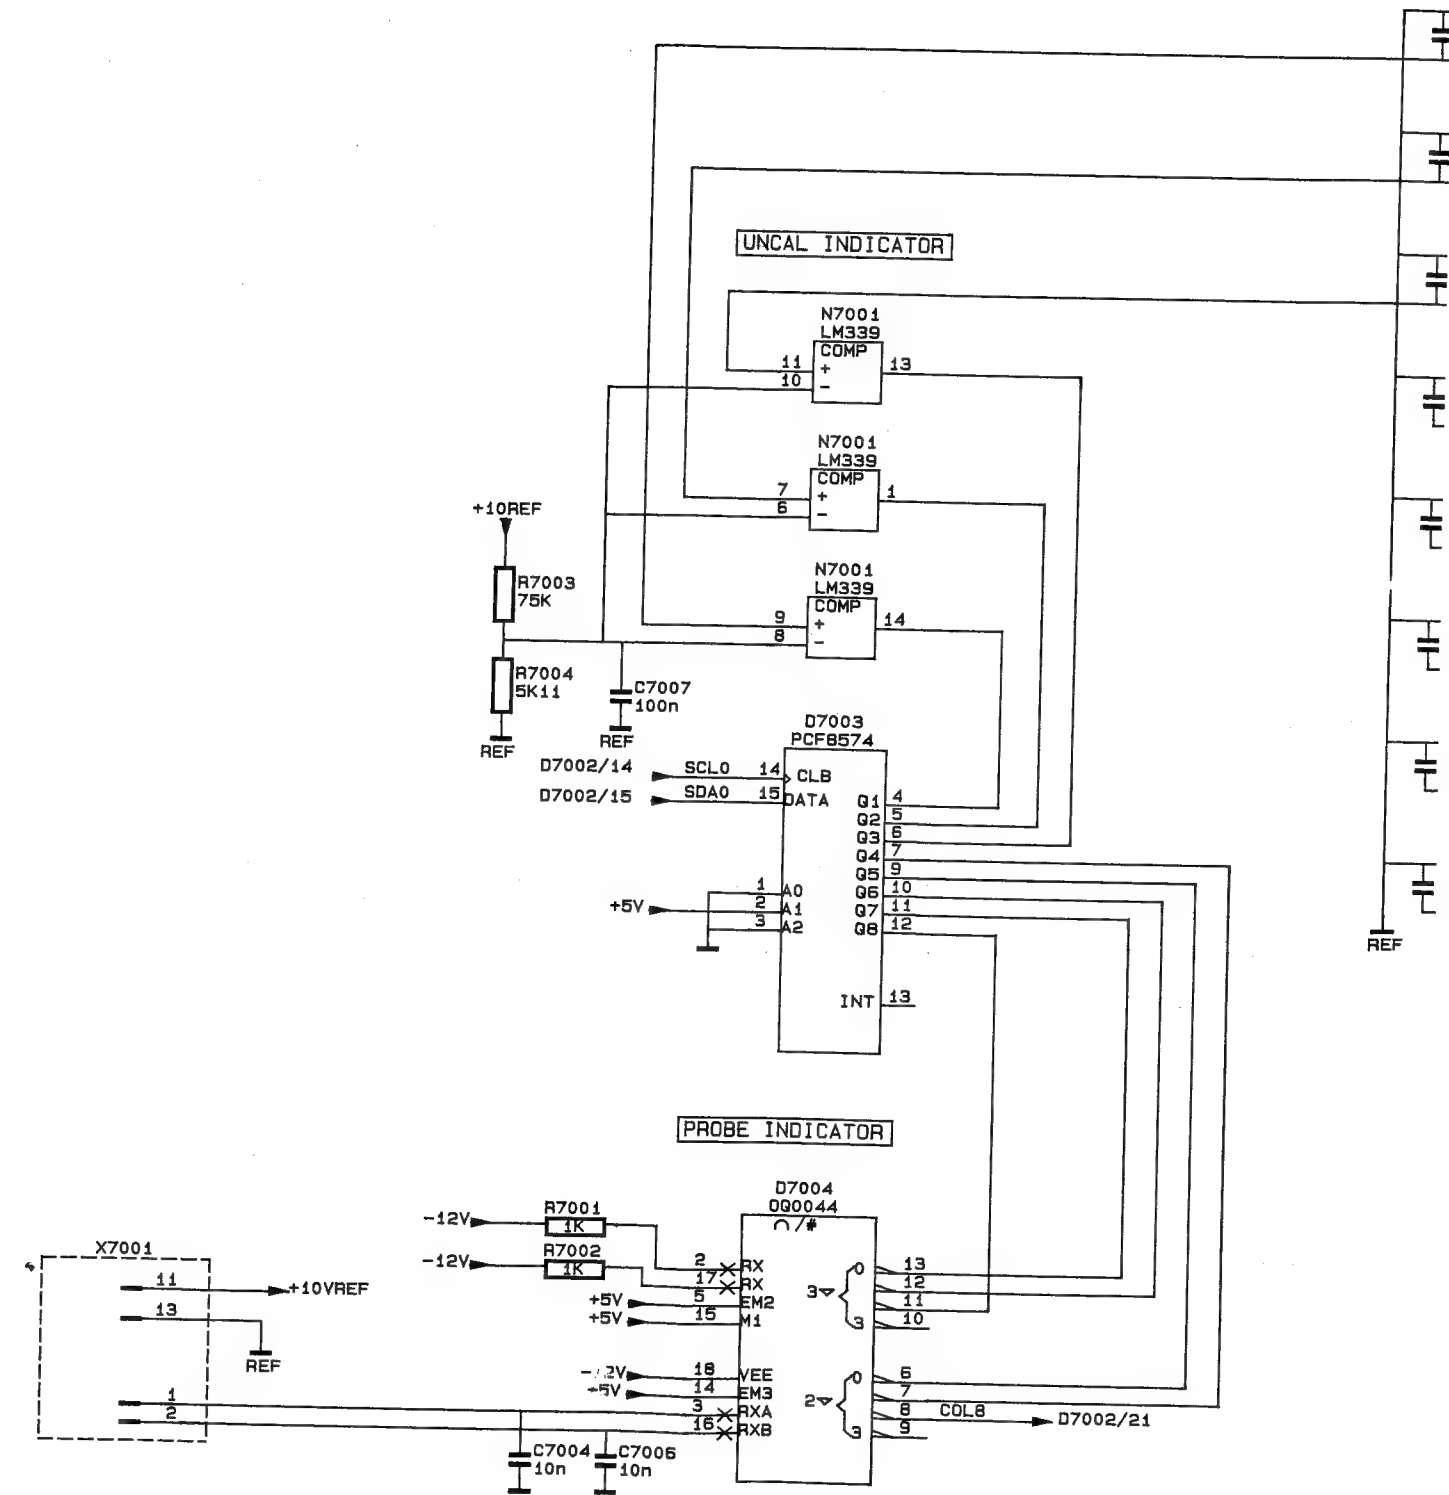 UNCAL INDICATOR
N7001
LM339
COMP
11
+
10
-
13
N7001
LM339
COMP
7
+
6
-
1
+10REF
R7003
75K
N7001
LM339
COMP
9
+
8
-
14
R7004
5K11
REF
C7007
100n
REF
D7003
PCF8574
D7002/14
SCL0
14
CLB
D7002/15
SDA0
15
DATA
Q1
4
Q2
5
Q3
6
Q4
7
Q5
9
Q6
10
Q7
11
Q8
12
1
A0
+5V
2
A1
3
A2
INT
13
REF
PROBE INDICATOR
D7004
OQ0044
∩/#
-12V
R7001
1K
-12V
R7002
1K
2
RX
17
RX
+5V
5
EM2
+5V
15
M1
18
VEE
14
EM3
3
RXA
16
RXB
3▽
0
13
12
11
3
10
2▽
0
6
7
8
COL8
D7002/21
3
9
X7001
11
+10VREF
13
REF
1
2
C7004
10n
C7006
10n